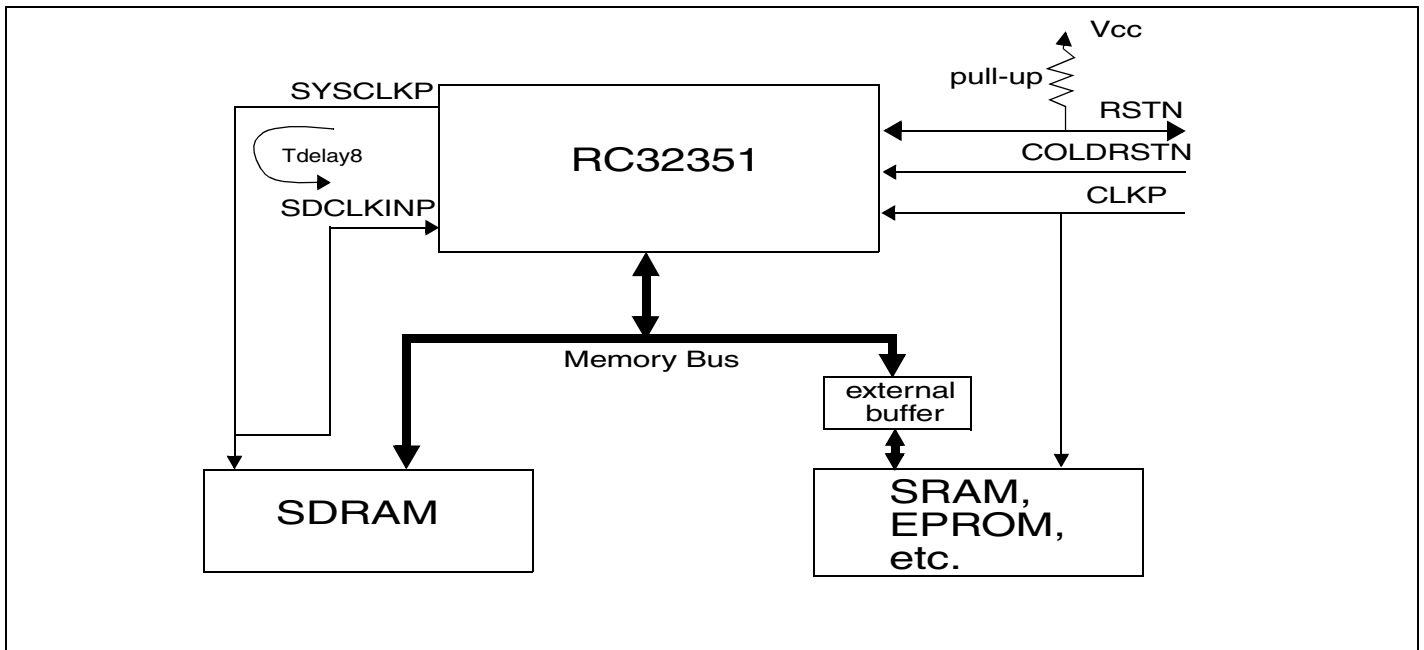 Vcc
pull-up
SYSCLKP
RSTN
Tdelay8
RC32351
COLDRSTN
SDCLKINP
CLKP
Memory Bus
external
buffer
SDRAM
SRAM,
EPROM,
etc.